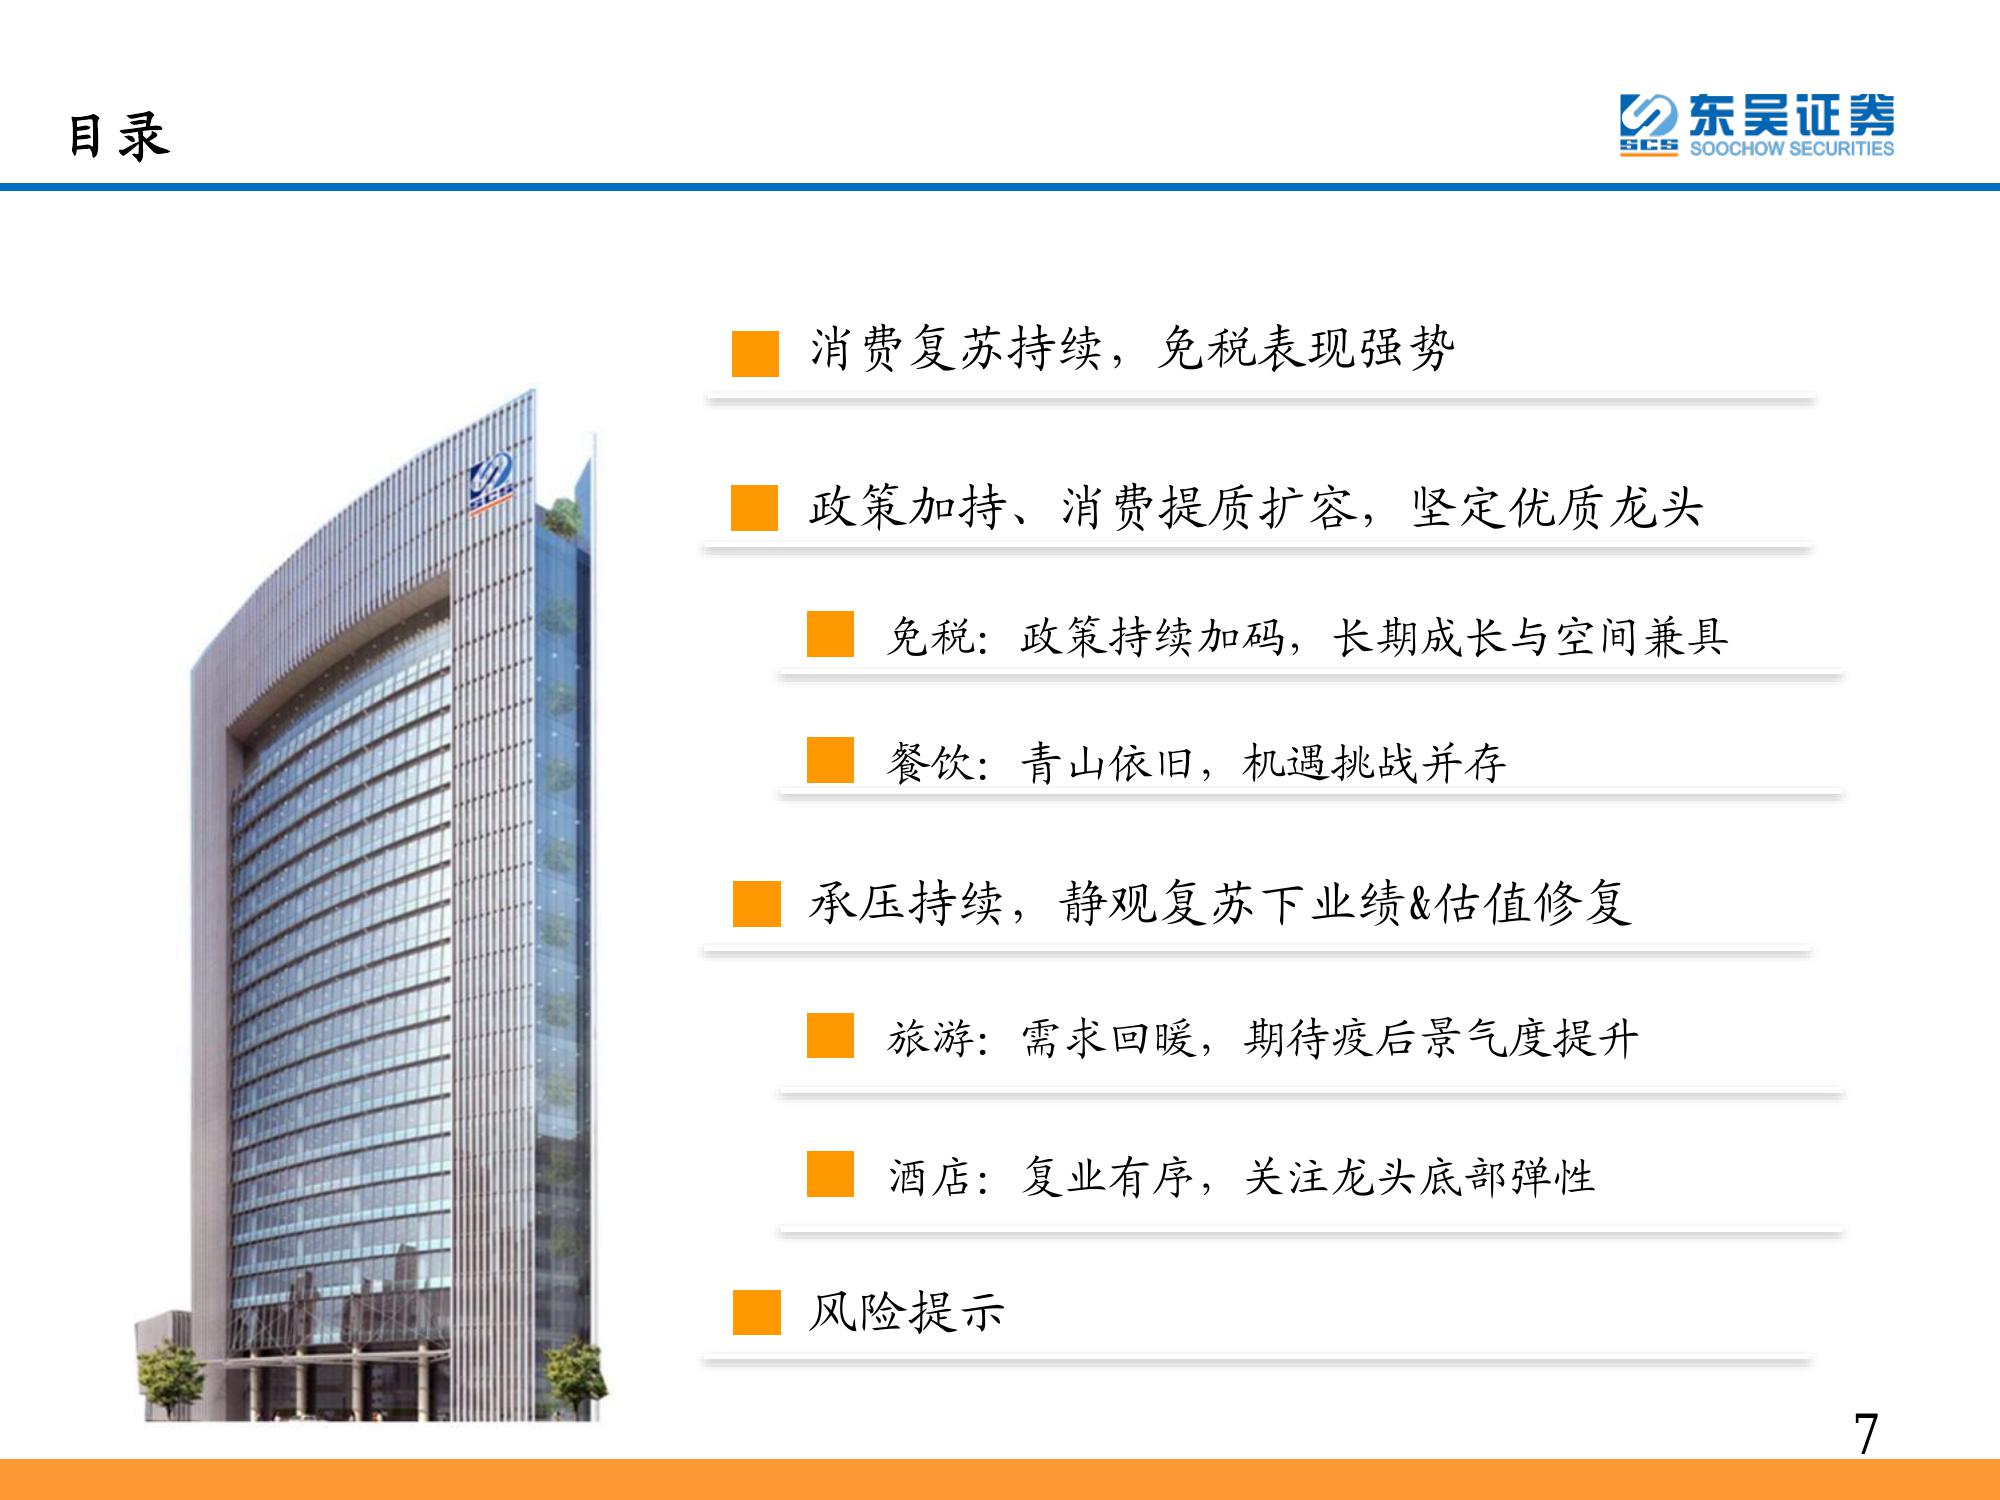 目录
东吴证券
SCS
SOOCHOW SECURITIES
消费复苏持续，免税表现强势
SCS
政策加持、消费提质扩容，坚定优质龙头
免税：政策持续加码，长期成长与空间兼具
餐饮：青山依旧，机遇挑战并存
承压持续，静观复苏下业绩&估值修复
旅游：需求回暖，期待疫后景气度提升
酒店：复业有序，关注龙头底部弹性
风险提示
7